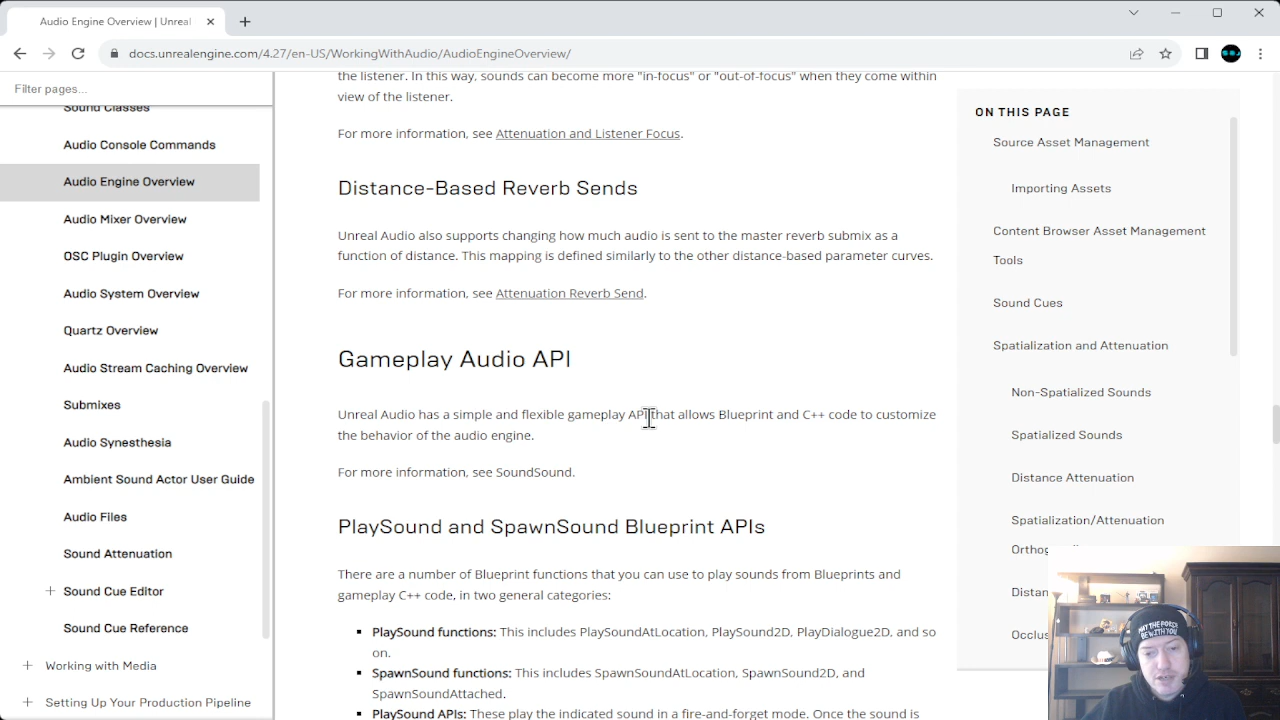 Audio Engine Overview | Unreal
docs.unrealengine.com/4.27/en-US/WorkingWithAudio/AudioEngineOverview/
Filter pages...
Sound Classes
Audio Console Commands
Audio Engine Overview
Audio Mixer Overview
OSC Plugin Overview
Audio System Overview
Quartz Overview
Audio Stream Caching Overview
Submixes
Audio Synesthesia
Ambient Sound Actor User Guide
Audio Files
Sound Attenuation
Sound Cue Editor
Sound Cue Reference
Working with Media
Setting Up Your Production Pipeline
the listener. In this way, sounds can become more "in-focus" or "out-of-focus" when they come within
view of the listener.
For more information, see Attenuation and Listener Focus.
Distance-Based Reverb Sends
Unreal Audio also supports changing how much audio is sent to the master reverb submix as a
function of distance. This mapping is defined similarly to the other distance-based parameter curves.
For more information, see Attenuation Reverb Send.
Gameplay Audio API
Unreal Audio has a simple and flexible gameplay API that allows Blueprint and C++ code to customize
the behavior of the audio engine.
For more information, see SoundSound.
PlaySound and SpawnSound Blueprint APIs
There are a number of Blueprint functions that you can use to play sounds from Blueprints and
gameplay C++ code, in two general categories:
PlaySound functions: This includes PlaySoundAtLocation, PlaySound2D, PlayDialogue2D, and so
on.
SpawnSound functions: This includes SpawnSoundAtLocation, SpawnSound2D, and
SpawnSoundAttached.
PlaySound APIs: These play the indicated sound in a fire-and-forget mode. Once the sound is
ON THIS PAGE
Source Asset Management
Importing Assets
Content Browser Asset Management
Tools
Sound Cues
Spatialization and Attenuation
Non-Spatialized Sounds
Spatialized Sounds
Distance Attenuation
Spatialization/Attenuation
Orthog
Distan
Occlus